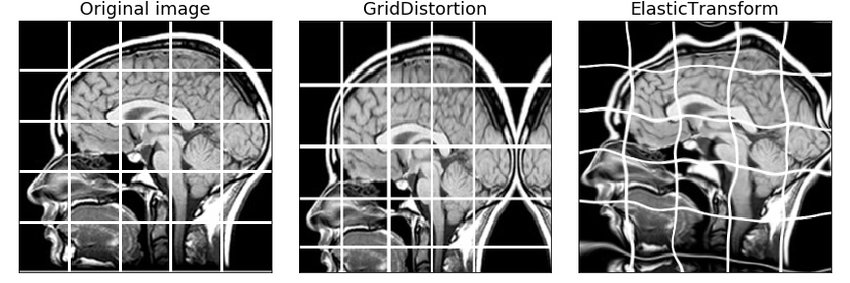 Original image
GridDistortion
ElasticTransform